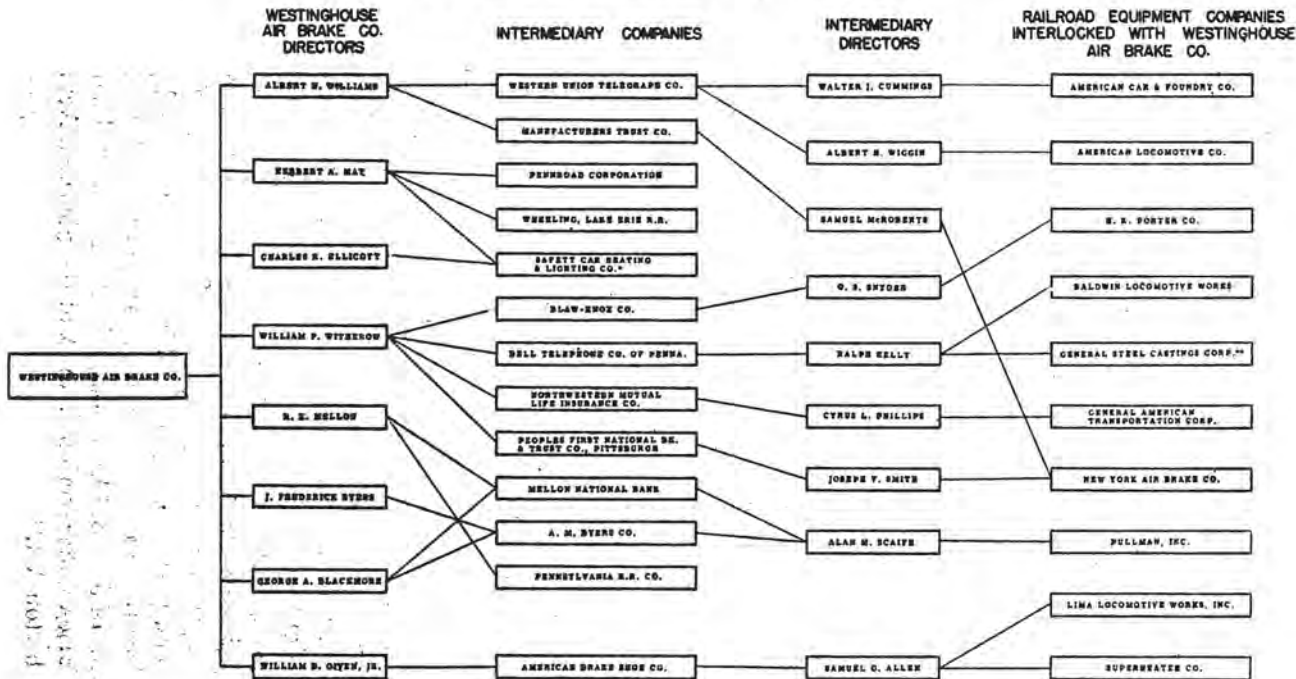 WESTINGHOUSE
AIR BRAKE CO.
DIRECTORS
INTERMEDIARY COMPANIES
INTERMEDIARY
DIRECTORS
RAILROAD EQUIPMENT COMPANIES
INTERLOCKED WITH WESTINGHOUSE
AIR BRAKE CO.
WESTINGHOUSE AIR BRAKE CO.
ALBERT N. WILLIAMS
HERBERT A. MAY
CHARLES K. ELLICOTT
WILLIAM P. WITHEROW
R. K. MELLON
J. FREDERICK BYERS
GEORGE A. BLACKMORE
WILLIAM B. GIVEN, JR.
WESTERN UNION TELEGRAPH CO.
MANUFACTURERS TRUST CO.
PENNROAD CORPORATION
WHEELING, LAKE ERIE R.R.
SAFETY CAR HEATING
& LIGHTING CO.*
BLAW-KNOX CO.
BELL TELEPHONE CO. OF PENNA.
NORTHWESTERN MUTUAL
LIFE INSURANCE CO.
PEOPLES FIRST NATIONAL BK.
& TRUST CO., PITTSBURGH
MELLON NATIONAL BANK
A. M. BYERS CO.
PENNSYLVANIA R.R. CO.
AMERICAN BRAKE SHOE CO.
WALTER J. CUMMINGS
ALBERT H. WIGGIN
SAMUEL McROBERTS
G. S. SNYDER
RALPH KELLY
CYRUS L. PHILLIPS
JOSEPH V. SMITH
ALAN M. SCAIFE
SAMUEL G. ALLEN
AMERICAN CAR & FOUNDRY CO.
AMERICAN LOCOMOTIVE CO.
H. K. PORTER CO.
BALDWIN LOCOMOTIVE WORKS
GENERAL STEEL CASTINGS CORP.**
GENERAL AMERICAN
TRANSPORTATION CORP.
NEW YORK AIR BRAKE CO.
PULLMAN, INC.
LIMA LOCOMOTIVE WORKS, INC.
SUPERHEATER CO.